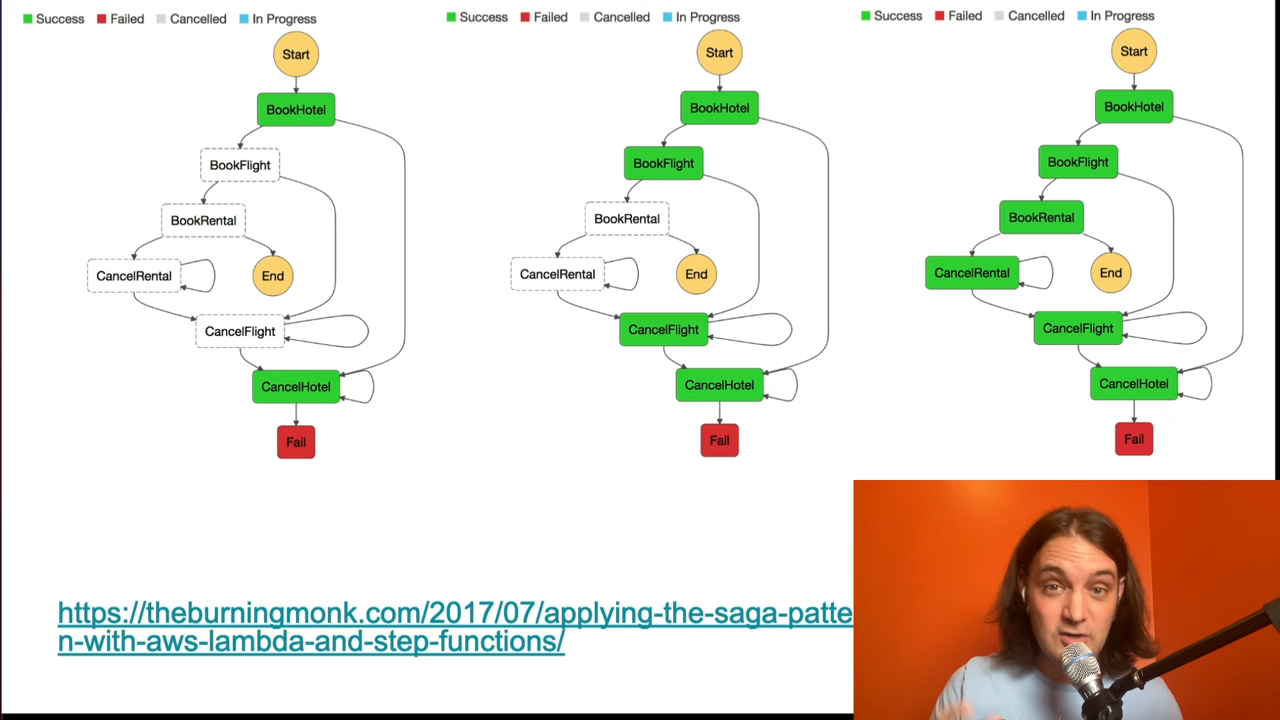 Success Failed Cancelled In Progress
Start
BookHotel
BookFlight
BookRental
CancelRental
End
CancelFlight
CancelHotel
Fail
Success Failed Cancelled In Progress
Start
BookHotel
BookFlight
BookRental
CancelRental
End
CancelFlight
CancelHotel
Fail
Success Failed Cancelled In Progress
Start
BookHotel
BookFlight
BookRental
CancelRental
End
CancelFlight
CancelHotel
Fail
https://theburningmonk.com/2017/07/applying-the-saga-patte
n-with-aws-lambda-and-step-functions/